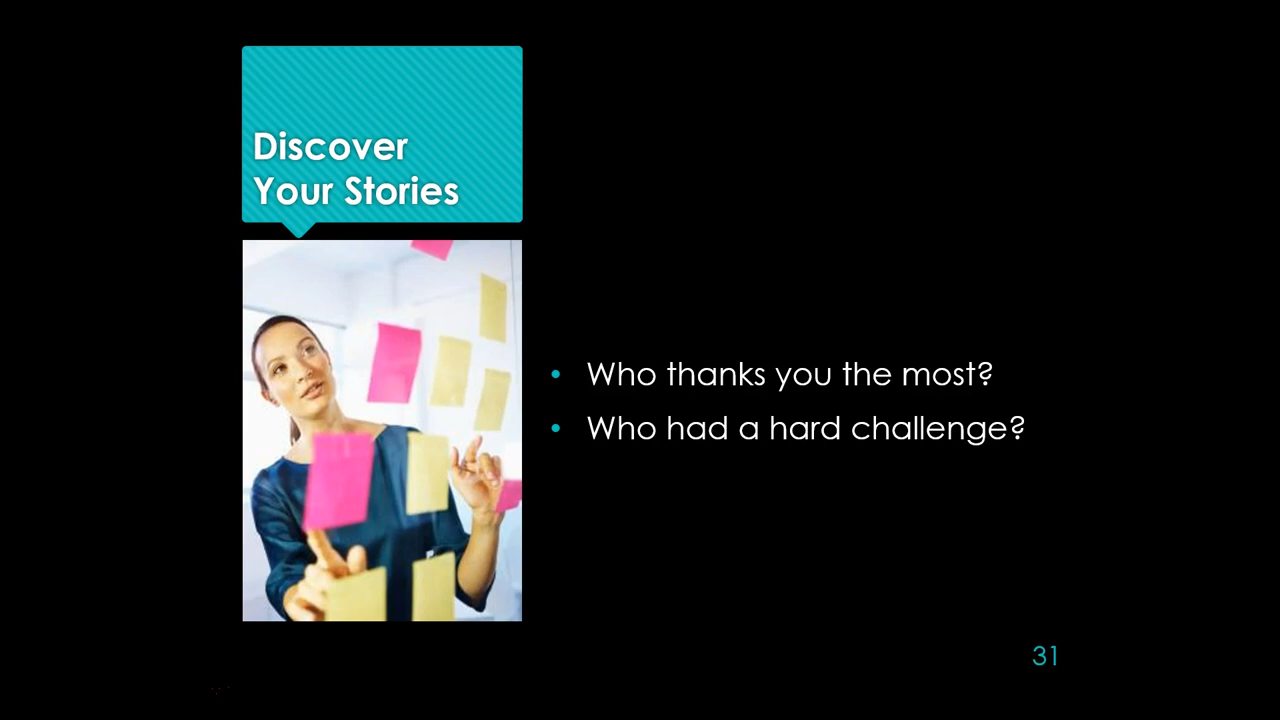 Discover
Your Stories
• Who thanks you the most?
• Who had a hard challenge?
31